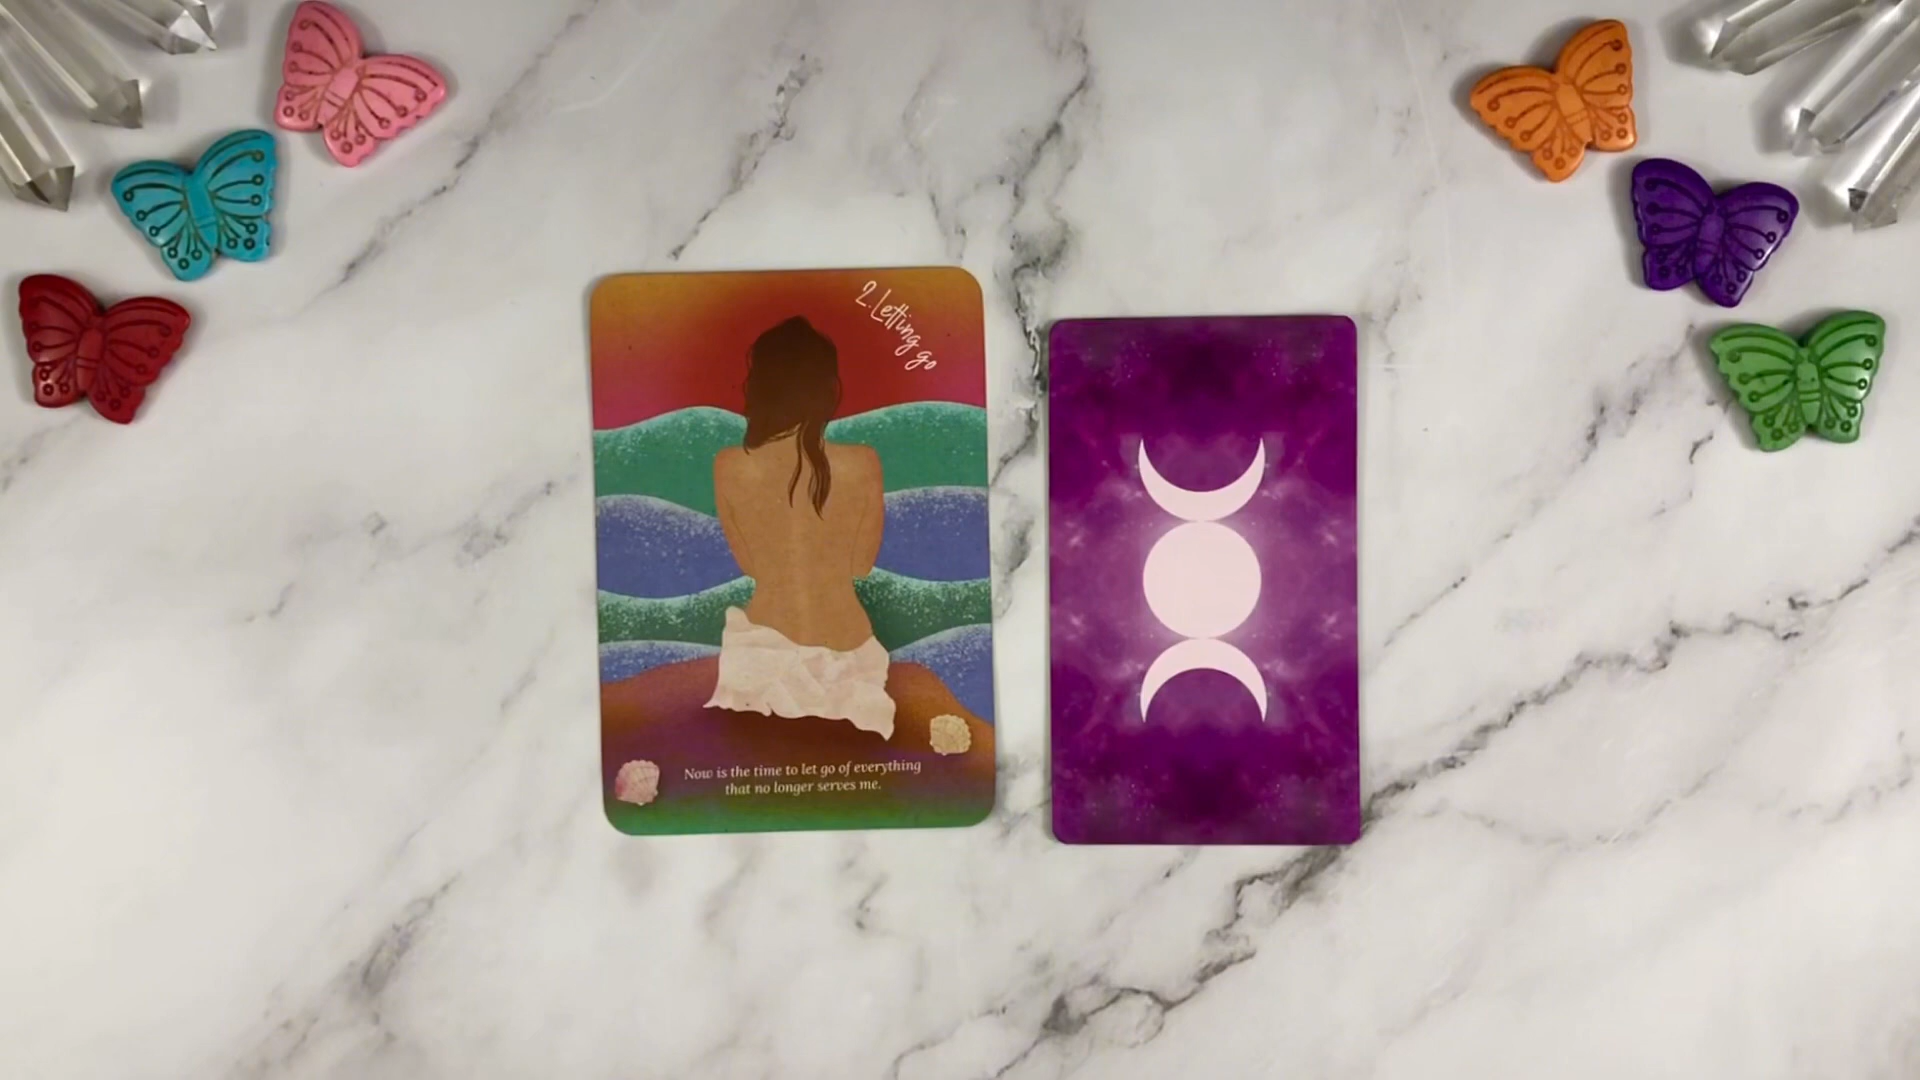 2. Letting go
Now is the time to let go of everything
that no longer serves me.